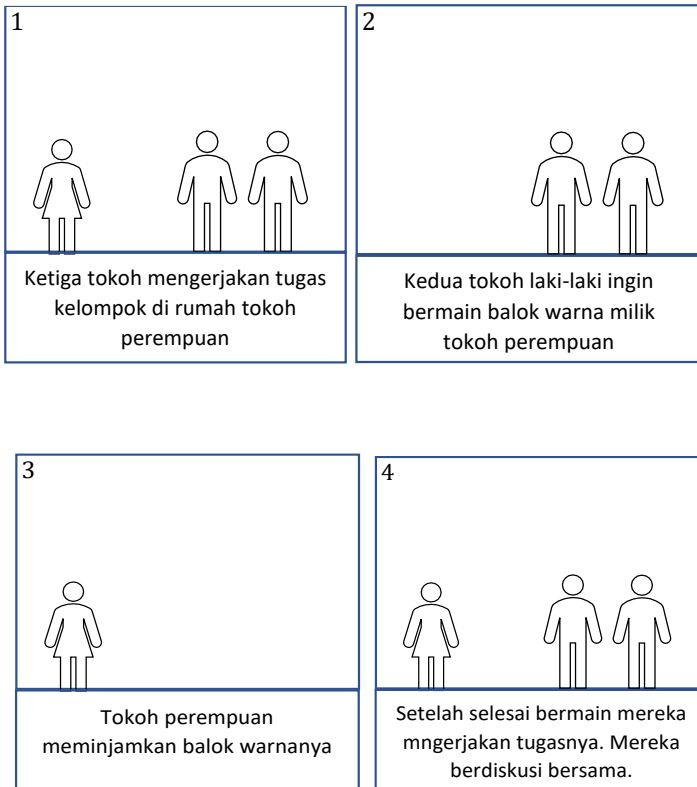 1
Ketiga tokoh mengerjakan tugas
kelompok di rumah tokoh
perempuan
2
Kedua tokoh laki-laki ingin
bermain balok warna milik
tokoh perempuan
3
Tokoh perempuan
meminjamkan balok warnanya
4
Setelah selesai bermain mereka
mngerjakan tugasnya. Mereka
berdiskusi bersama.